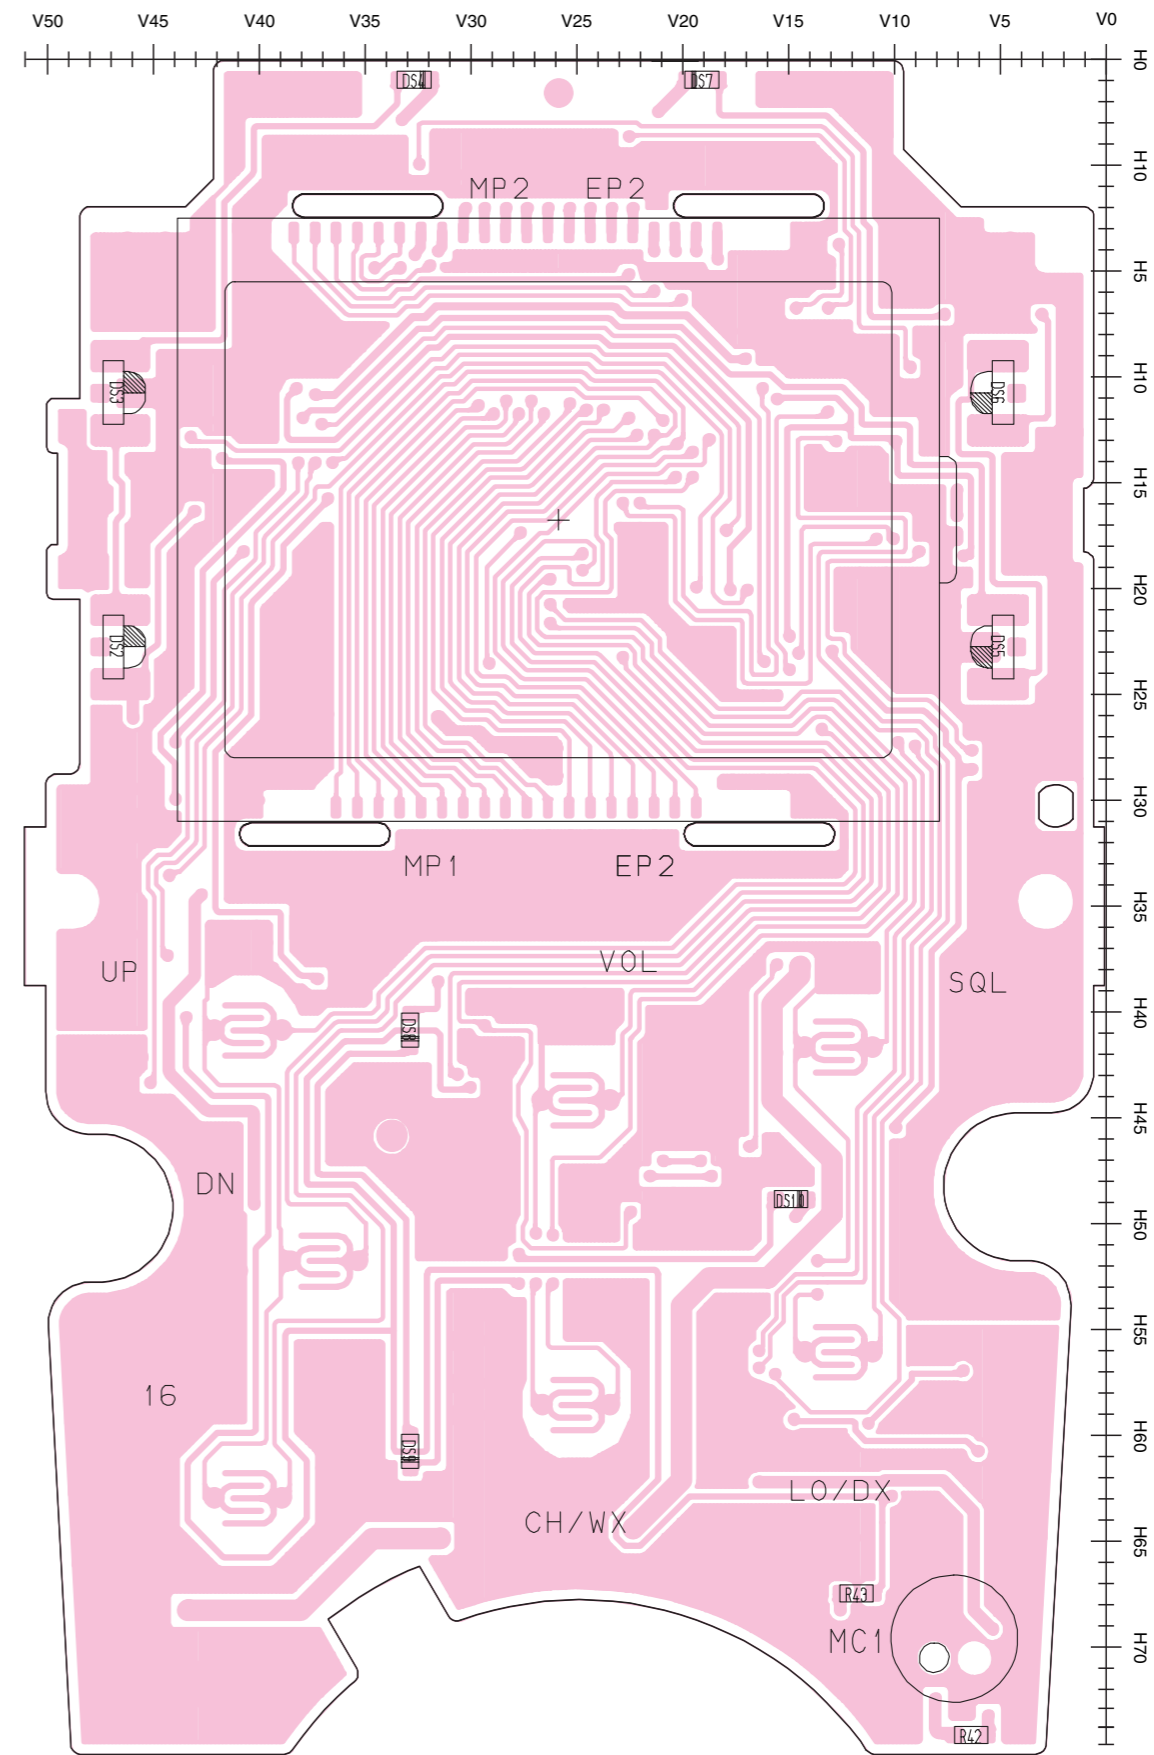 V50 V45 V40 V35 V30 V25 V20 V15 V10 V5 V0
H0
DS4 DS7
H10
MP2 EP2
H5
H10
DS3 DS6
H15
H20
DS2 DS5
H25
H30
MP1 EP2
H35
UP VOL SQL
H40
DS8
H45
DN
DS10
H50
H55
16
H60
DS9
LO/DX
CH/WX
H65
R43
MC1
H70
R42